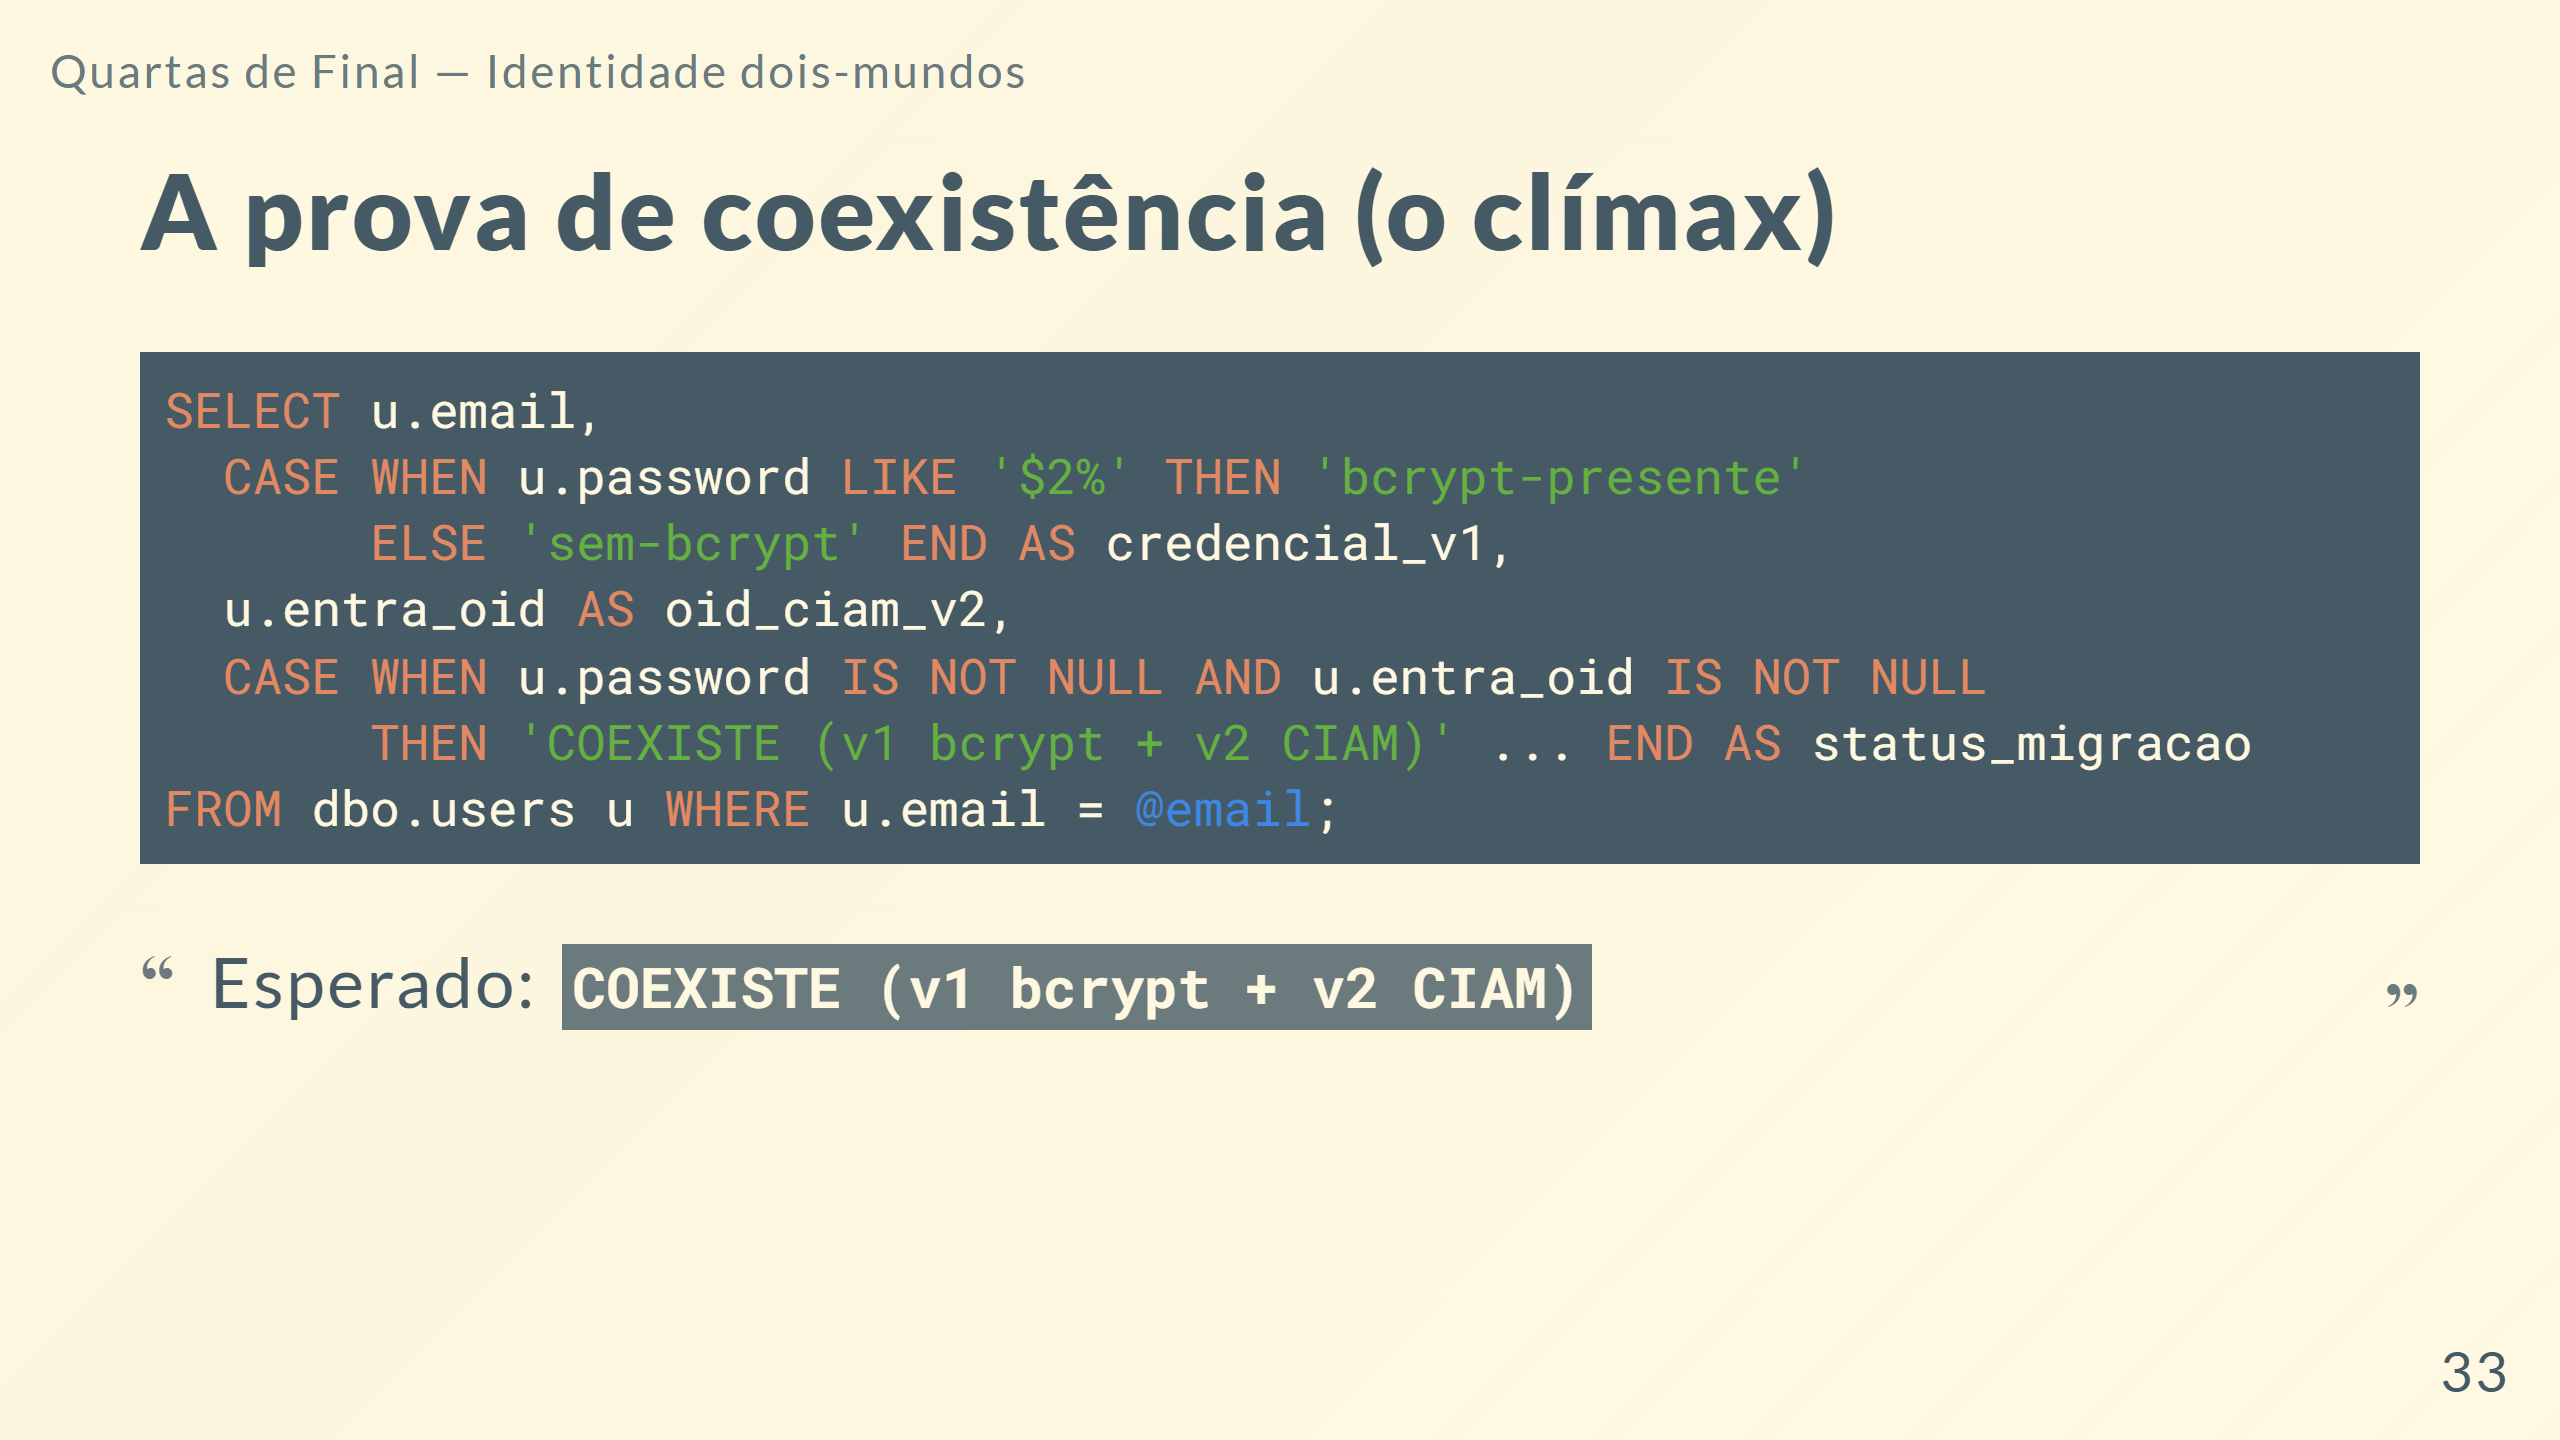 Quartas de Final — Identidade dois-mundos
A prova de coexistência (o clímax)
SELECT u.email,
  CASE WHEN u.password LIKE '$2%' THEN 'bcrypt-presente'
       ELSE 'sem-bcrypt' END AS credencial_v1,
  u.entra_oid AS oid_ciam_v2,
  CASE WHEN u.password IS NOT NULL AND u.entra_oid IS NOT NULL
       THEN 'COEXISTE (v1 bcrypt + v2 CIAM)' ... END AS status_migracao
FROM dbo.users u WHERE u.email = @email;
“ Esperado: COEXISTE (v1 bcrypt + v2 CIAM) ”
33